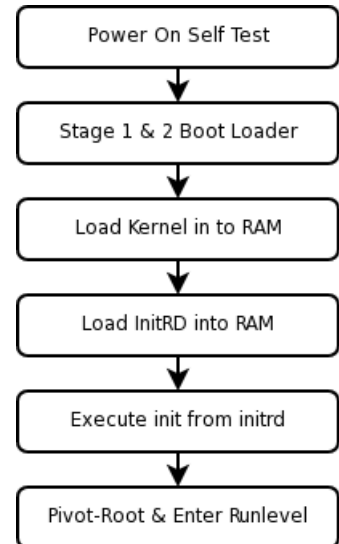 Power On Self Test
Stage 1 & 2 Boot Loader
Load Kernel in to RAM
Load InitRD into RAM
Execute init from initrd
Pivot-Root & Enter Runlevel